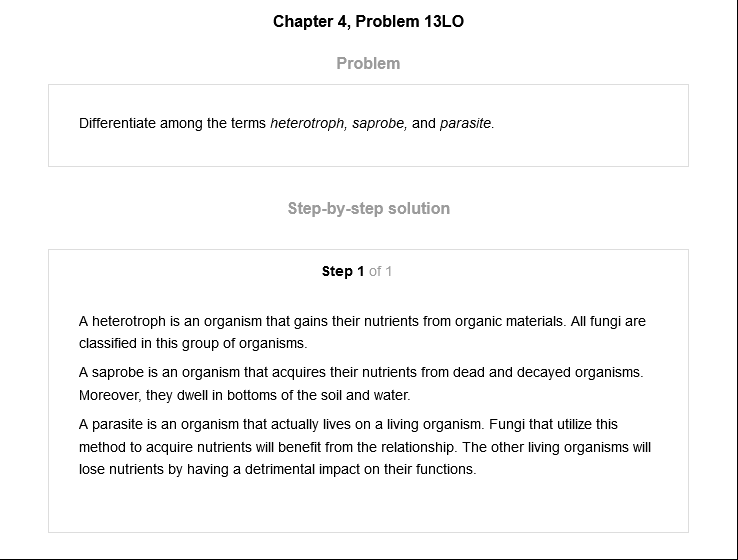 Chapter 4, Problem 13LO
Problem
Differentiate among the terms heterotroph, saprobe, and parasite.
Step-by-step solution
Step 1 of 1
A heterotroph is an organism that gains their nutrients from organic materials. All fungi are
classified in this group of organisms.
A saprobe is an organism that acquires their nutrients from dead and decayed organisms.
Moreover, they dwell in bottoms of the soil and water.
A parasite is an organism that actually lives on a living organism. Fungi that utilize this
method to acquire nutrients will benefit from the relationship. The other living organisms will
lose nutrients by having a detrimental impact on their functions.